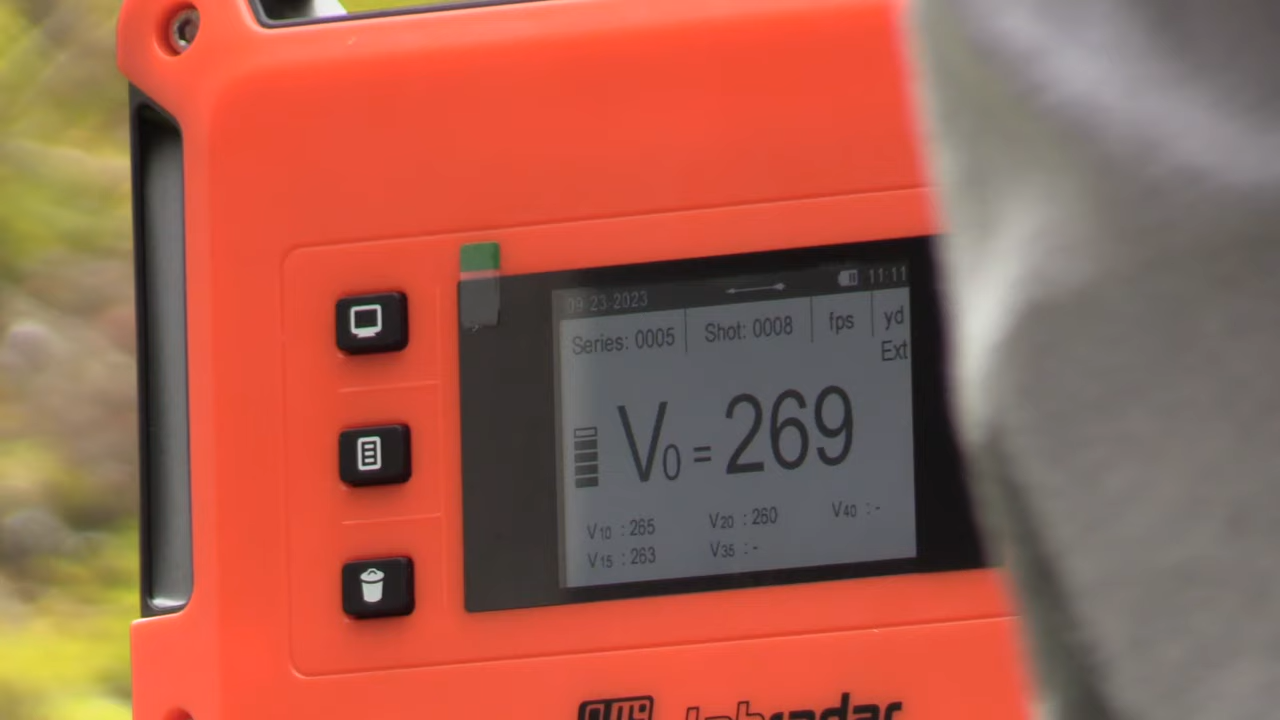 09-23-2023 11:11
Series: 0005 Shot: 0008 fps yd
Ext
V0 = 269
V10 : 265 V20 : 260 V40 : -
V15 : 263 V35 : -
labradar